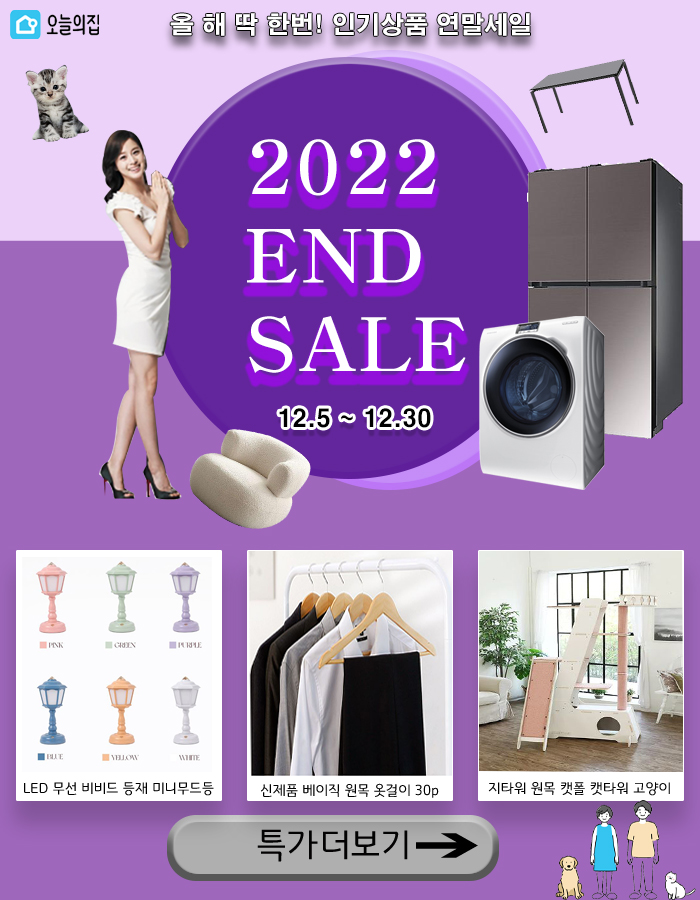 오늘의집
올 해 딱 한번! 인기상품 연말세일
2022
END
SALE
12.5 ~ 12.30
PINK
GREEN
PURPLE
BLUE
YELLOW
WHITE
LED 무선 비비드 등재 미니무드등
신제품 베이직 원목 옷걸이 30p
지타워 원목 캣폴 캣타워 고양이
특가더보기